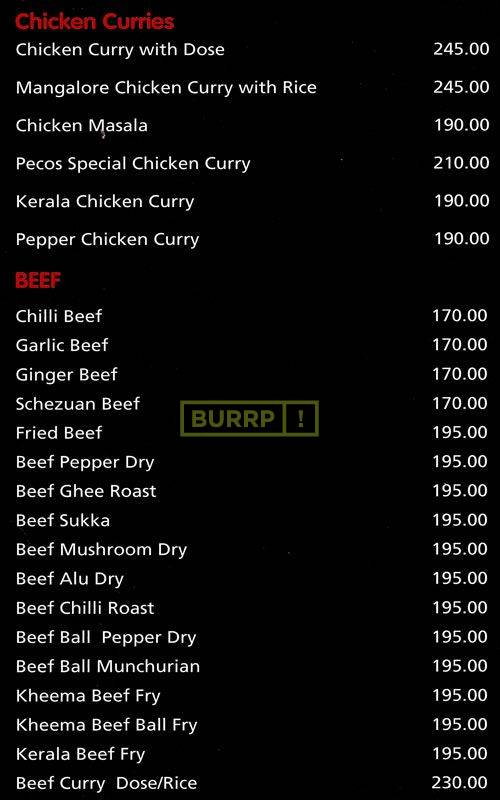 Chicken Curries
Chicken Curry with Dose 245.00
Mangalore Chicken Curry with Rice 245.00
Chicken Masala 190.00
Pecos Special Chicken Curry 210.00
Kerala Chicken Curry 190.00
Pepper Chicken Curry 190.00
BEEF
Chilli Beef 170.00
Garlic Beef 170.00
Ginger Beef 170.00
Schezuan Beef 170.00
BURRP !
Fried Beef 195.00
Beef Pepper Dry 195.00
Beef Ghee Roast 195.00
Beef Sukka 195.00
Beef Mushroom Dry 195.00
Beef Alu Dry 195.00
Beef Chilli Roast 195.00
Beef Ball Pepper Dry 195.00
Beef Ball Munchurian 195.00
Kheema Beef Fry 195.00
Kheema Beef Ball Fry 195.00
Kerala Beef Fry 195.00
Beef Curry Dose/Rice 230.00